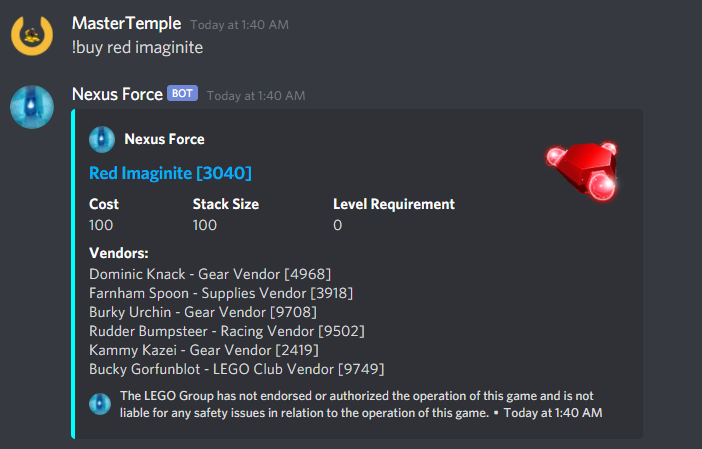 MasterTemple Today at 1:40 AM
!buy red imaginite
Nexus Force BOT Today at 1:40 AM
Nexus Force
Red Imaginite [3040]
Cost Stack Size Level Requirement
100 100 0
Vendors:
Dominic Knack - Gear Vendor [4968]
Farnham Spoon - Supplies Vendor [3918]
Burky Urchin - Gear Vendor [9708]
Rudder Bumpsteer - Racing Vendor [9502]
Kammy Kazei - Gear Vendor [2419]
Bucky Gorfunblot - LEGO Club Vendor [9749]
The LEGO Group has not endorsed or authorized the operation of this game and is not
liable for any safety issues in relation to the operation of this game. • Today at 1:40 AM